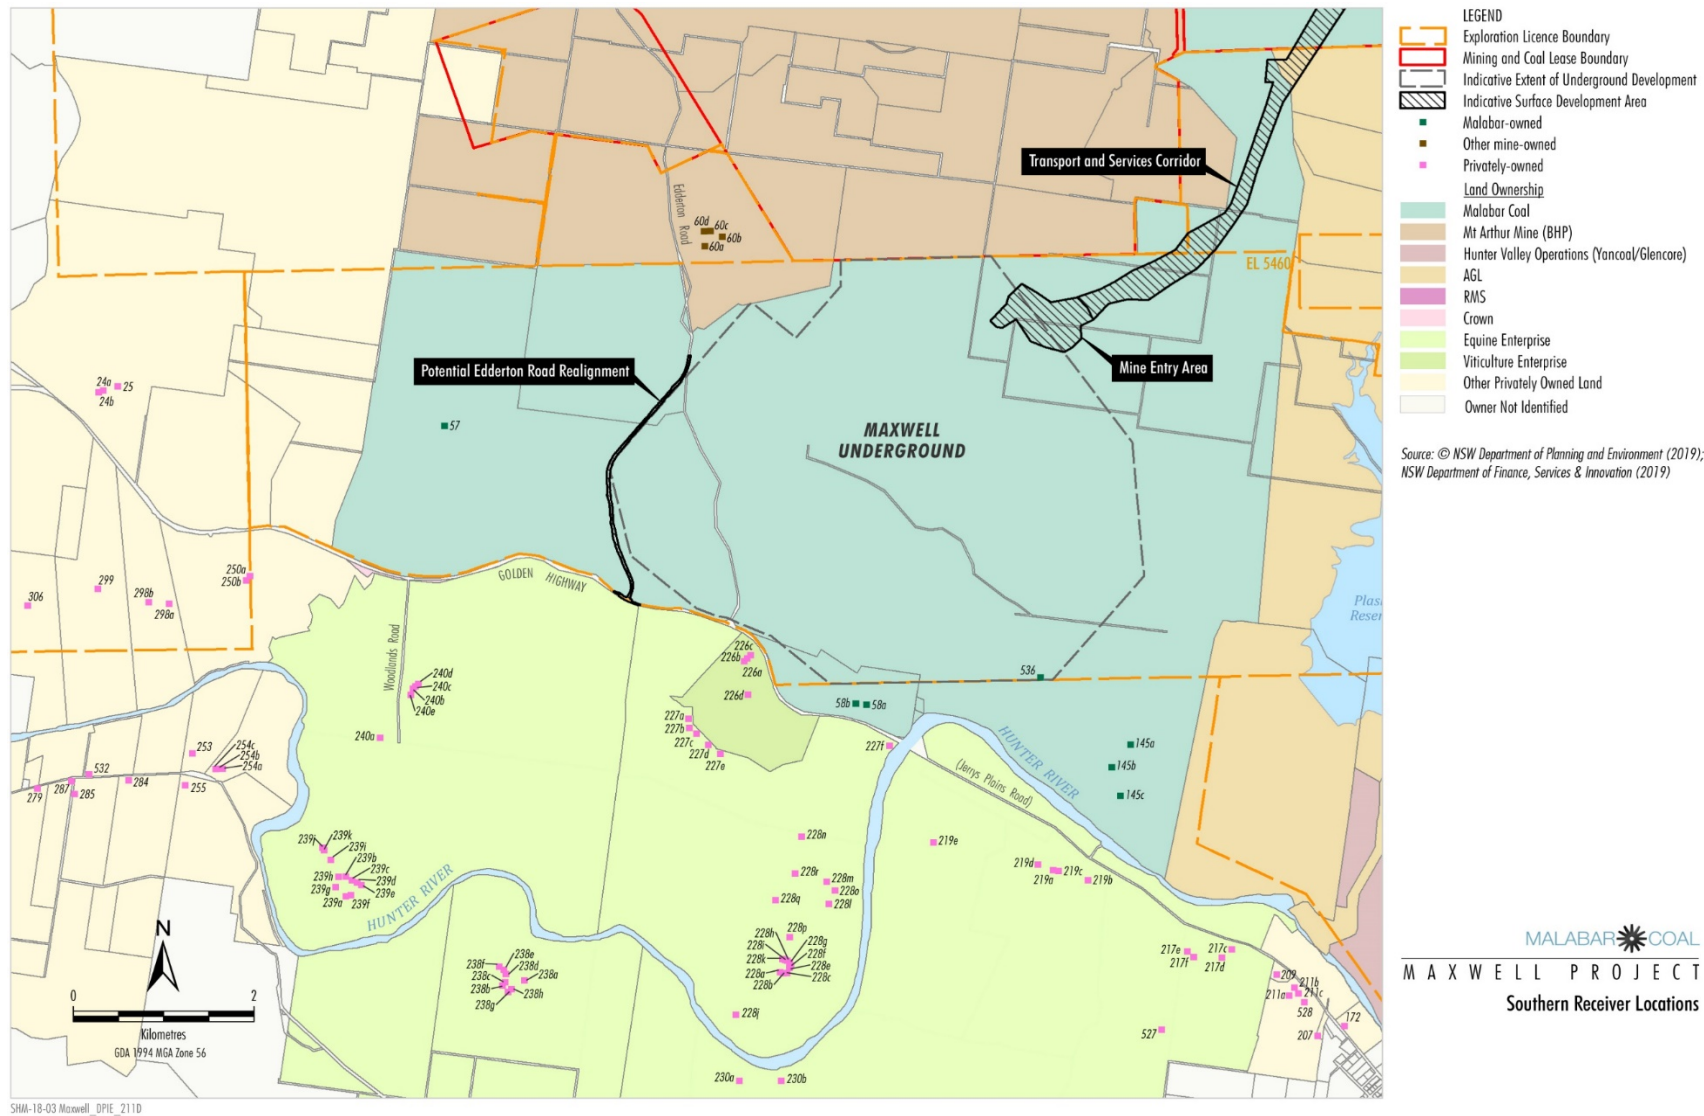 LEGEND
Exploration Licence Boundary
Mining and Coal Lease Boundary
Indicative Extent of Underground Development
Indicative Surface Development Area
Malabar-owned
Other mine-owned
Privately-owned
Land Ownership
Malabar Coal
Mt Arthur Mine (BHP)
Hunter Valley Operations (Yancoal/Glencore)
AGL
RMS
Crown
Equine Enterprise
Viticulture Enterprise
Other Privately Owned Land
Owner Not Identified
Source: © NSW Department of Planning and Environment (2019);
NSW Department of Finance, Services & Innovation (2019)
Transport and Services Corridor
Edderton Road
60d
60c
60b
60a
EL 5460
Potential Edderton Road Realignment
Mine Entry Area
24a
25
24b
57
MAXWELL
UNDERGROUND
250a
250b
299
298b
298a
306
GOLDEN HIGHWAY
Plas
Reser
Woodlands Road
226c
226b
226a
226d
536
240d
240c
240b
240e
240a
58b
58a
227a
227b
227c
227d
227e
227f
HUNTER RIVER
(Jerrys Plains Road)
145a
145b
145c
253
254c
254b
254a
532
287
284
255
279
285
239k
239j
239i
239b
239c
239h
239d
239g
239e
239a
239f
HUNTER RIVER
228n
219e
228r
228m
228o
228q
228l
219d
219a
219c
219b
228p
228h
228g
228i
228f
228k
228e
228a
228c
228b
238e
238f
238d
238c
238a
238b
238h
238g
217e
217c
217f
217d
209
211b
211a
211c
528
172
207
527
228j
230a
230b
N
0
2
Kilometres
GDA 1994 MGA Zone 56
MALABAR COAL
MAXWELL PROJECT
Southern Receiver Locations
SHM-18-03 Maxwell_DPIE_211D